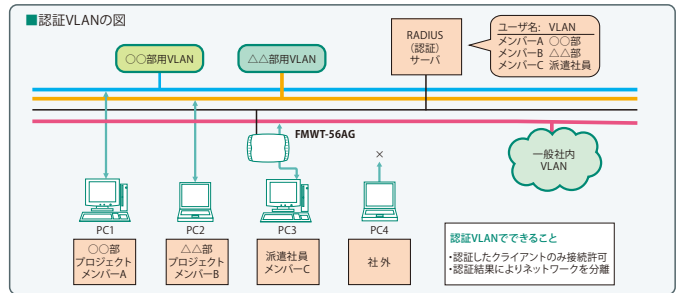 ■認証VLANの図
○○部用VLAN
△△部用VLAN
RADIUS
(認証)
サーバ
ユーザ名: VLAN
メンバーA ○○部
メンバーB △△部
メンバーC 派遣社員
FMWT-56AG
一般社内
VLAN
×
PC1
PC2
PC3
PC4
○○部
プロジェクト
メンバーA
△△部
プロジェクト
メンバーB
派遣社員
メンバーC
社外
認証VLANでできること
・認証したクライアントのみ接続許可
・認証結果によりネットワークを分離